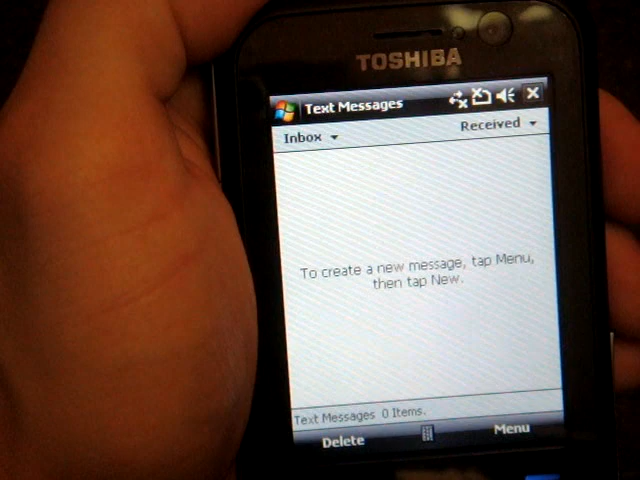 TOSHIBA
Text Messages
Inbox Received
To create a new message, tap Menu,
then tap New.
Text Messages 0 Items.
Delete Menu